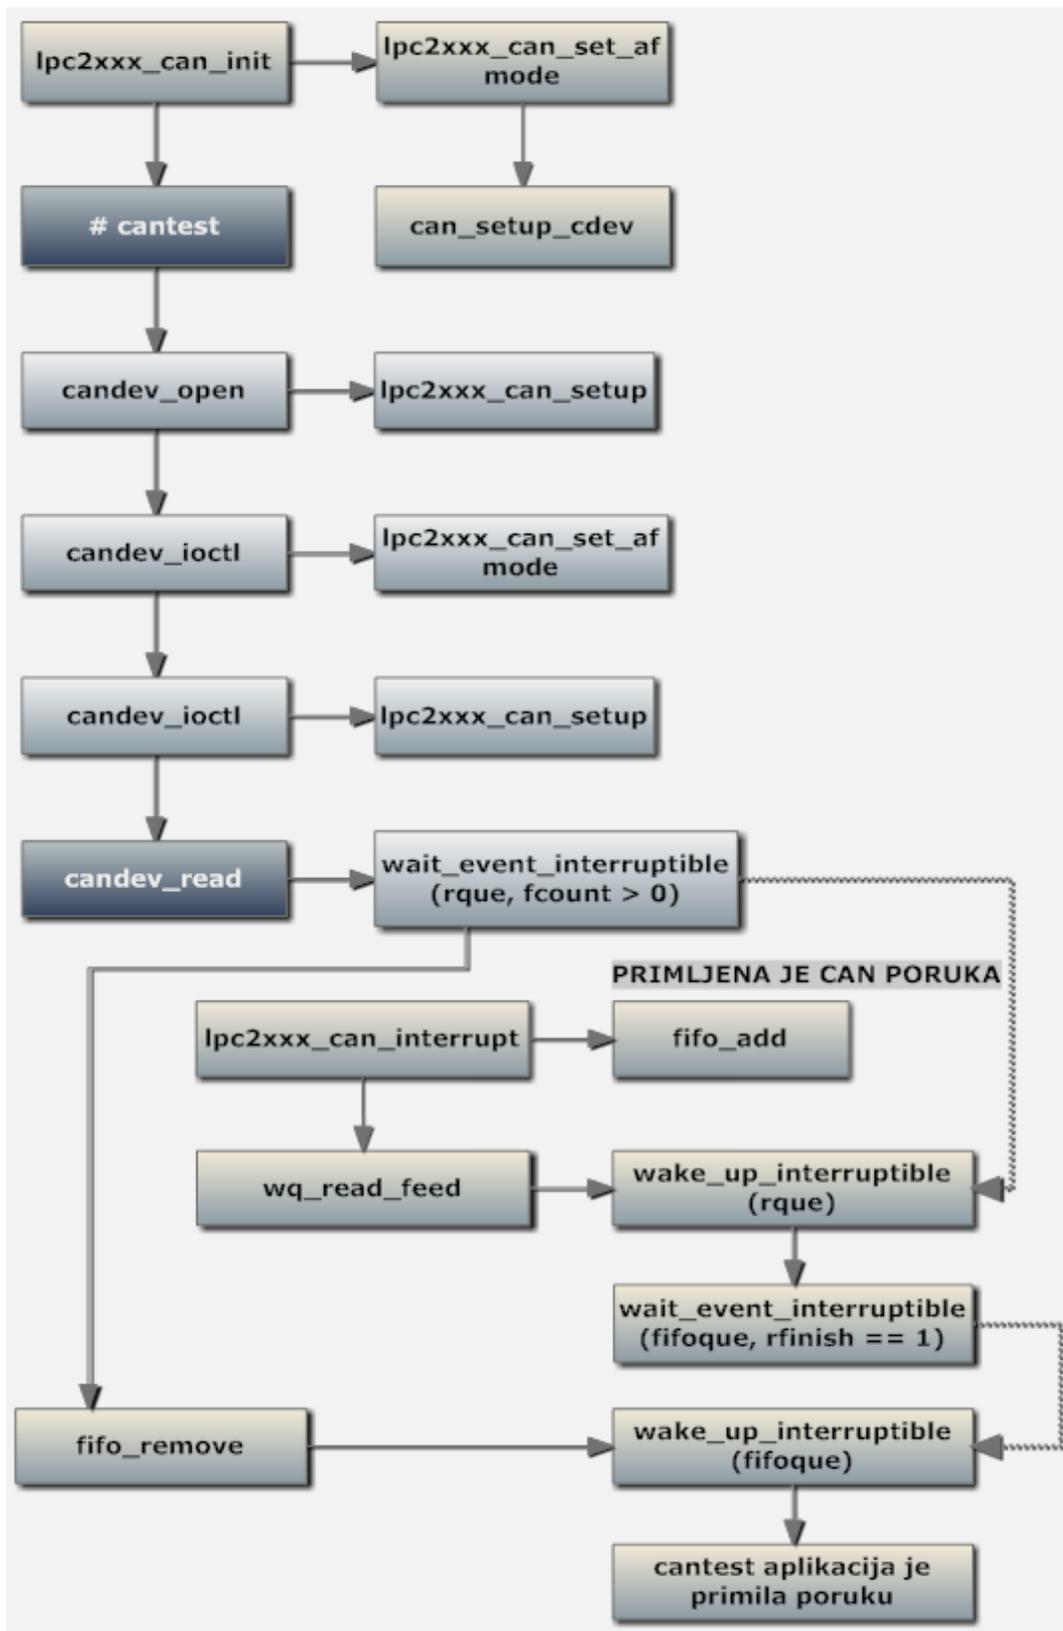 lpc2xxx_can_init
lpc2xxx_can_set_af
mode
# cantest
can_setup_cdev
candev_open
lpc2xxx_can_setup
candev_ioctl
lpc2xxx_can_set_af
mode
candev_ioctl
lpc2xxx_can_setup
candev_read
wait_event_interruptible
(rque, fcount > 0)
PRIMLJENA JE CAN PORUKA
lpc2xxx_can_interrupt
fifo_add
wq_read_feed
wake_up_interruptible
(rque)
wait_event_interruptible
(fifoque, rfinish == 1)
fifo_remove
wake_up_interruptible
(fifoque)
cantest aplikacija je
primila poruku